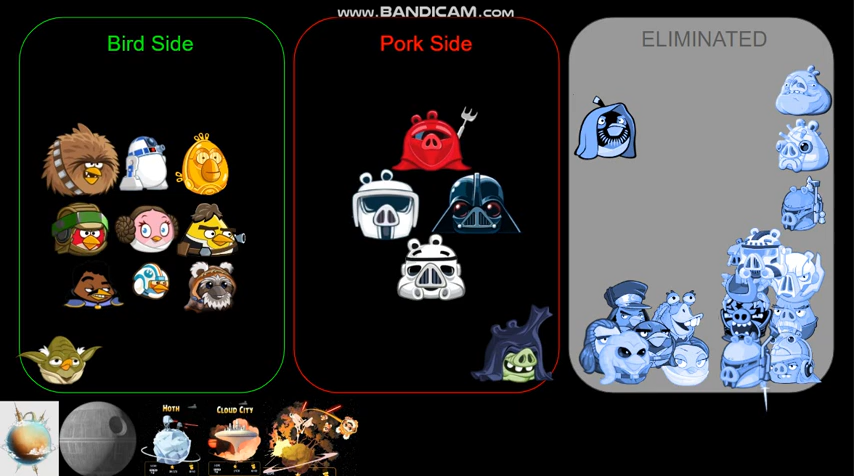 www.BANDICAM.com
Bird Side
Pork Side
ELIMINATED
HOTH
CLOUD CITY